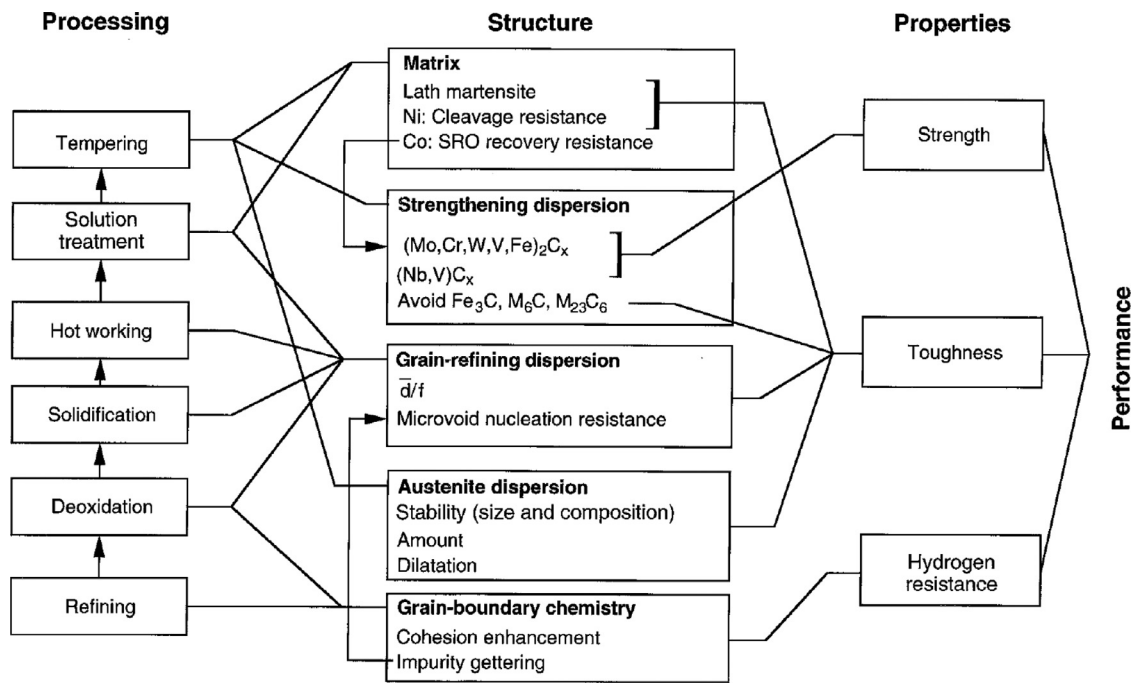 Processing
Structure
Properties
Tempering
Solution
treatment
Hot working
Solidification
Deoxidation
Refining
Matrix
Lath martensite
Ni: Cleavage resistance
Co: SRO recovery resistance
Strengthening dispersion
(Mo,Cr,W,V,Fe)₂Cₓ
(Nb,V)Cₓ
Avoid Fe₃C, M₆C, M₂₃C₆
Grain-refining dispersion
d̅/f
Microvoid nucleation resistance
Austenite dispersion
Stability (size and composition)
Amount
Dilatation
Grain-boundary chemistry
Cohesion enhancement
Impurity gettering
Strength
Toughness
Hydrogen
resistance
Performance